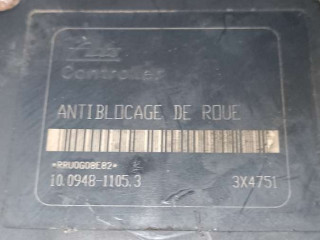 Controller
ANTIBLOCAGE DE ROUE
*RRUOG08E82*
10.0948-1105.3 3X4751